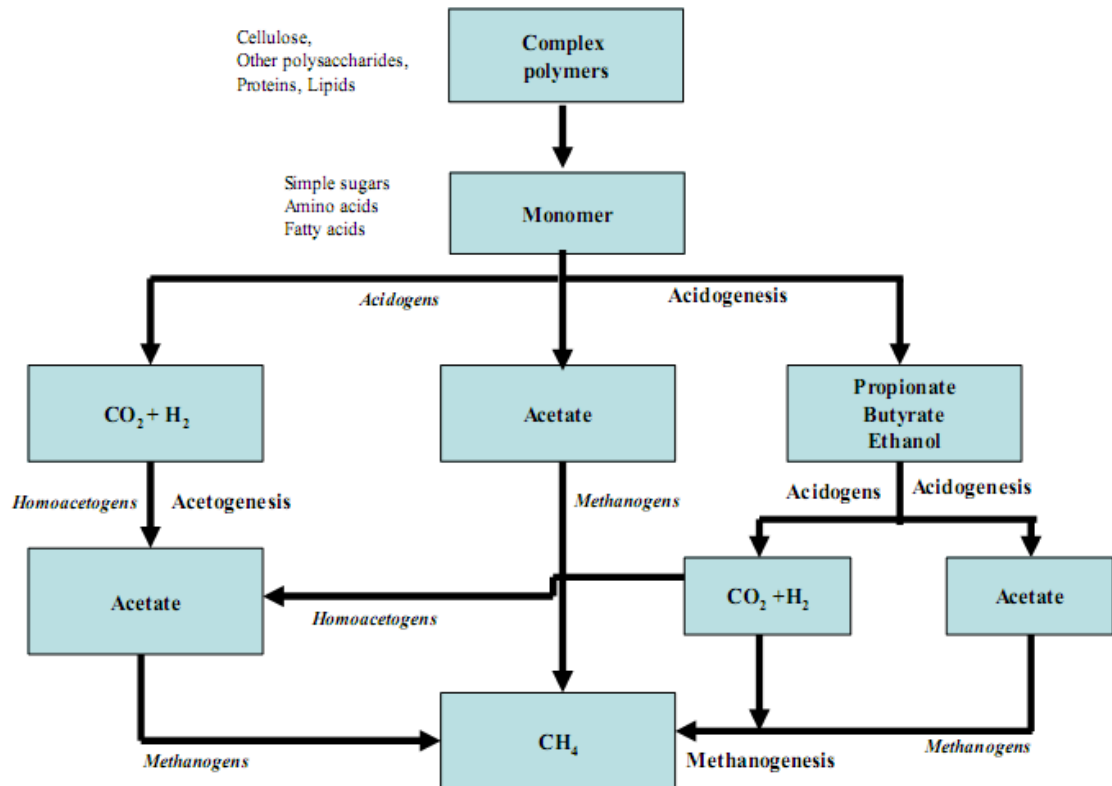 Cellulose,
Other polysaccharides,
Proteins, Lipids
Complex
polymers
Simple sugars
Amino acids
Fatty acids
Monomer
Acidogens
Acidogenesis
CO₂ + H₂
Acetate
Propionate
Butyrate
Ethanol
Homoacetogens
Acetogenesis
Methanogens
Acidogens
Acidogenesis
Acetate
Homoacetogens
CO₂ +H₂
Acetate
Methanogens
CH₄
Methanogenesis
Methanogens